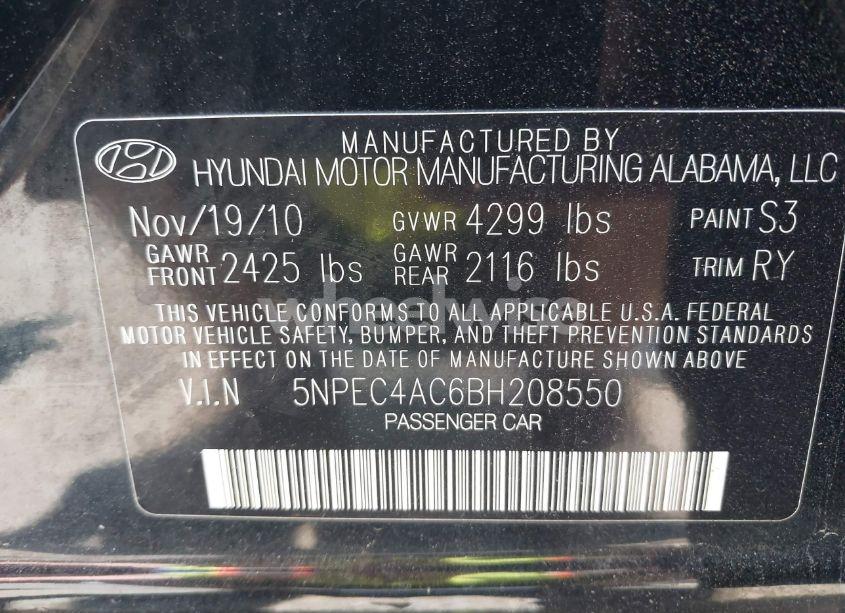 MANUFACTURED BY
HYUNDAI MOTOR MANUFACTURING ALABAMA, LLC
Nov/19/10 GVWR 4299 lbs PAINT S3
GAWR FRONT 2425 lbs GAWR REAR 2116 lbs TRIM RY
THIS VEHICLE CONFORMS TO ALL APPLICABLE U.S.A. FEDERAL
MOTOR VEHICLE SAFETY, BUMPER, AND THEFT PREVENTION STANDARDS
IN EFFECT ON THE DATE OF MANUFACTURE SHOWN ABOVE
V.I.N 5NPEC4AC6BH208550
PASSENGER CAR
wheelwise